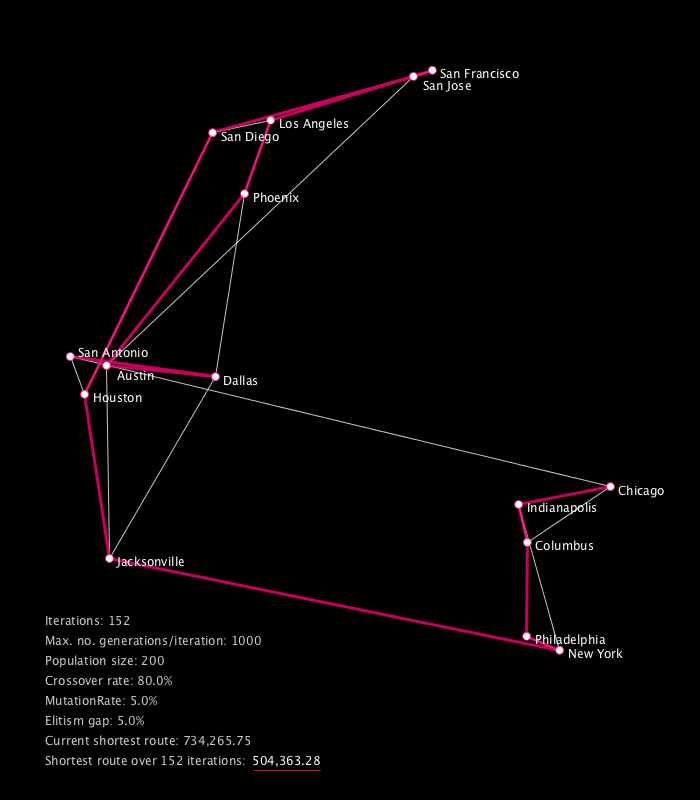 San Francisco
San Jose
Los Angeles
San Diego
Phoenix
San Antonio
Austin
Dallas
Houston
Chicago
Indianapolis
Columbus
Jacksonville
Philadelphia
New York
Iterations: 152
Max. no. generations/iteration: 1000
Population size: 200
Crossover rate: 80.0%
MutationRate: 5.0%
Elitism gap: 5.0%
Current shortest route: 734,265.75
Shortest route over 152 iterations: 504,363.28